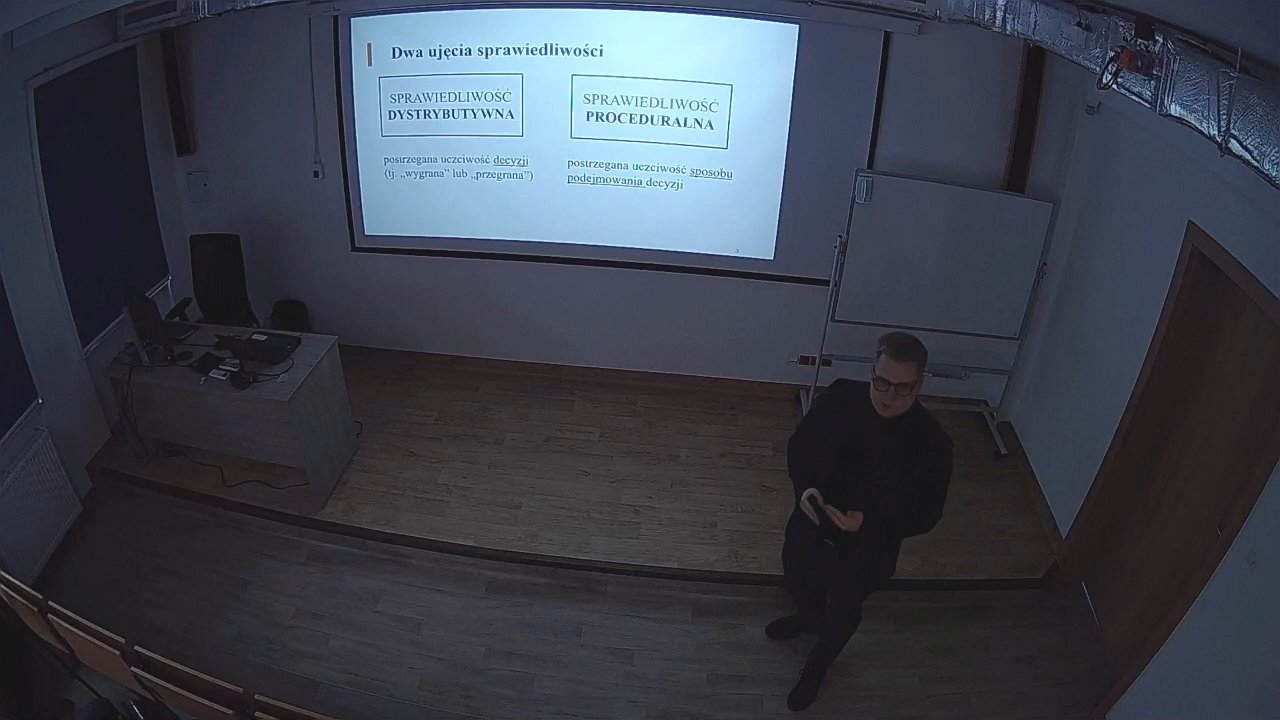 Dwa ujęcia sprawiedliwości
SPRAWIEDLIWOŚĆ
DYSTRYBUTYWNA
postrzegana uczciwość decyzji
(tj. „wygrana” lub „przegrana”)
SPRAWIEDLIWOŚĆ
PROCEDURALNA
postrzegana uczciwość sposobu
podejmowania decyzji